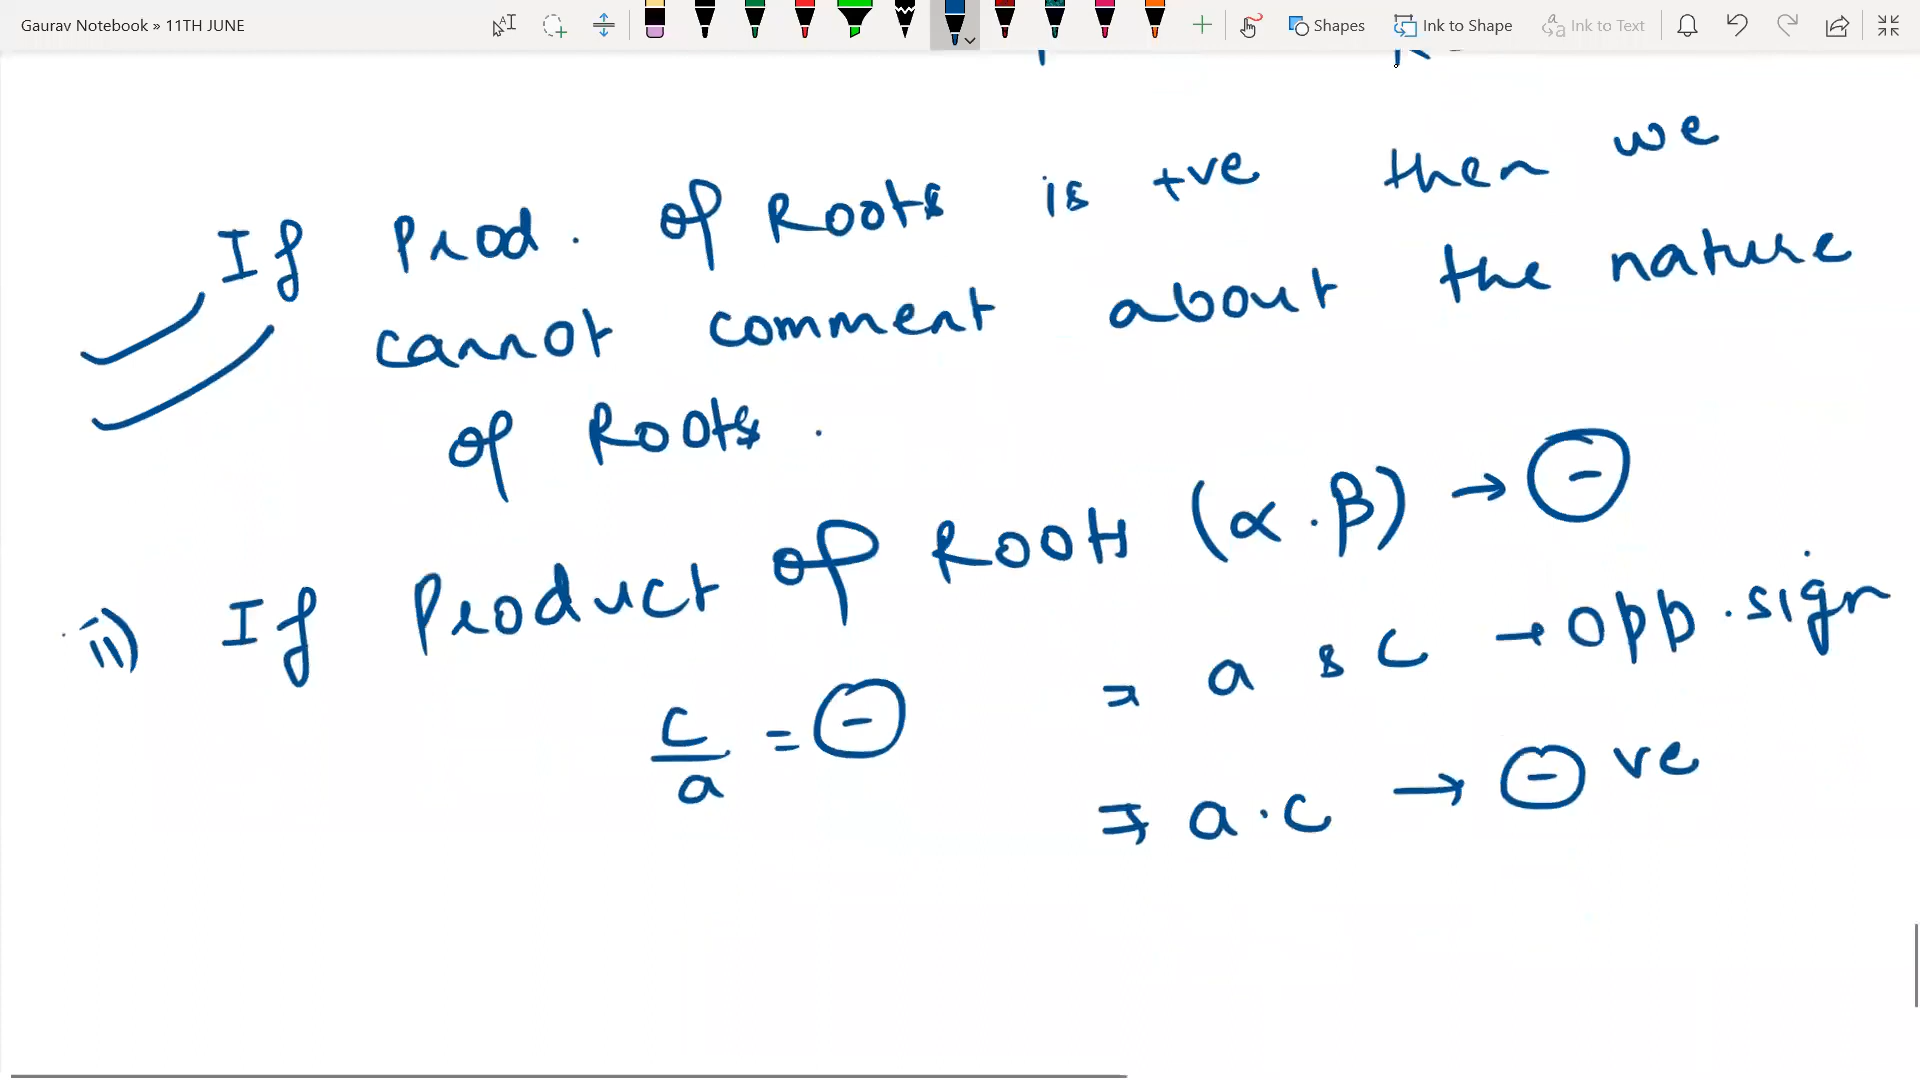 Gaurav Notebook » 11TH JUNE
Shapes
Ink to Shape
Ink to Text
If Prod. of Roots is +ve then we
cannot comment about the nature
of Roots.
ii) If Product of Roots (α.β) → ⊖
c/a = ⊖
⇒ a & c → opp. sign
⇒ a.c → ⊖ ve